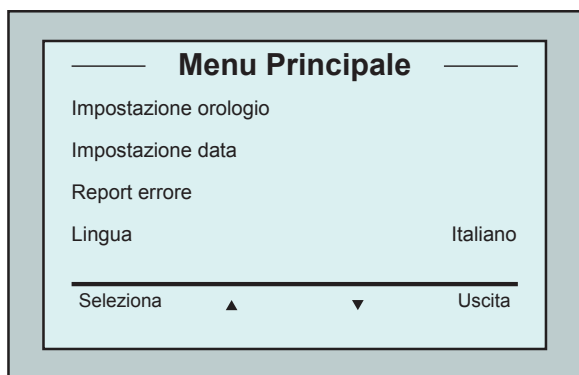 Menu Principale
Impostazione orologio
Impostazione data
Report errore
Lingua Italiano
Seleziona ▲ ▼ Uscita